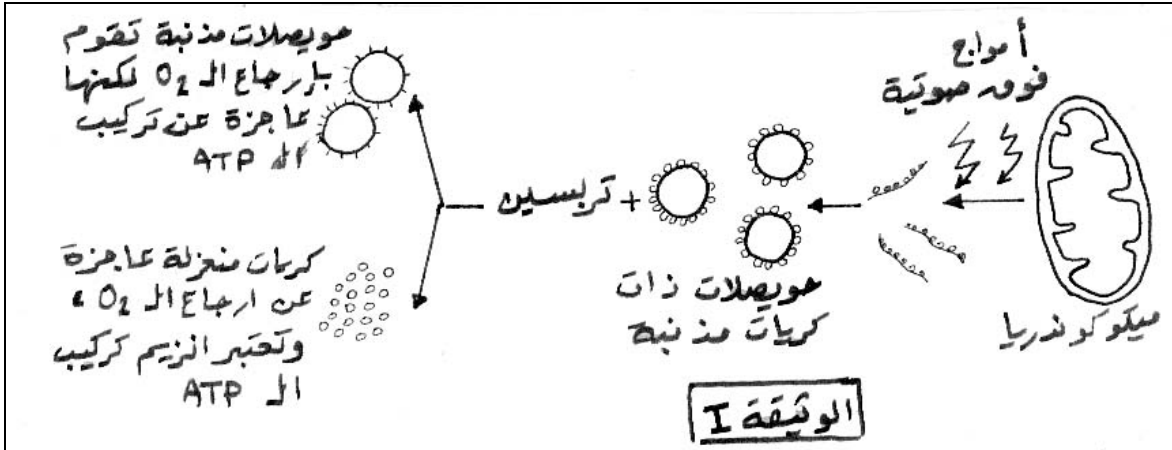 أمواج
فوق صوتية
ميكوكوندريا
حويصلات ذات
كريات مذنبة
+ تربسين
حويصلات مذنبة تقوم
بإرجاع الـ O₂ لكنها
عاجزة عن تركيب
الـ ATP
كريات منعزلة عاجزة
عن ارجاع الـ O₂ ،
وتعتبر انزيم تركيب
الـ ATP
الوثيقة I